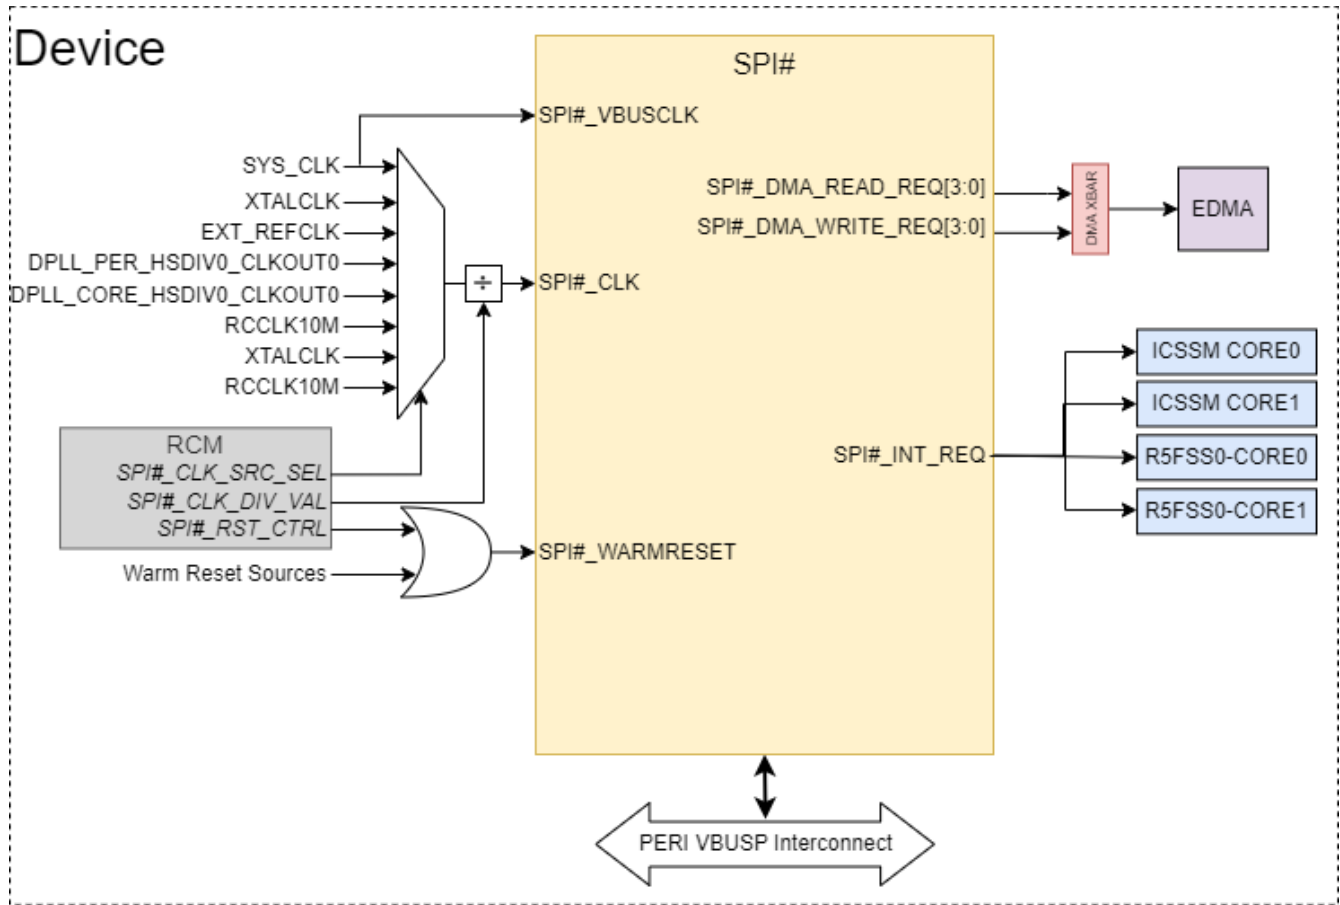 Device
SPI#
SPI#_VBUSCLK
SYS_CLK
XTALCLK
EXT_REFCLK
DPLL_PER_HSDIV0_CLKOUT0
DPLL_CORE_HSDIV0_CLKOUT0
RCCLK10M
XTALCLK
RCCLK10M
÷
SPI#_CLK
RCM
SPI#_CLK_SRC_SEL
SPI#_CLK_DIV_VAL
SPI#_RST_CTRL
Warm Reset Sources
SPI#_WARMRESET
SPI#_DMA_READ_REQ[3:0]
SPI#_DMA_WRITE_REQ[3:0]
DMA XBAR
EDMA
SPI#_INT_REQ
ICSSM CORE0
ICSSM CORE1
R5FSS0-CORE0
R5FSS0-CORE1
PERI VBUSP Interconnect